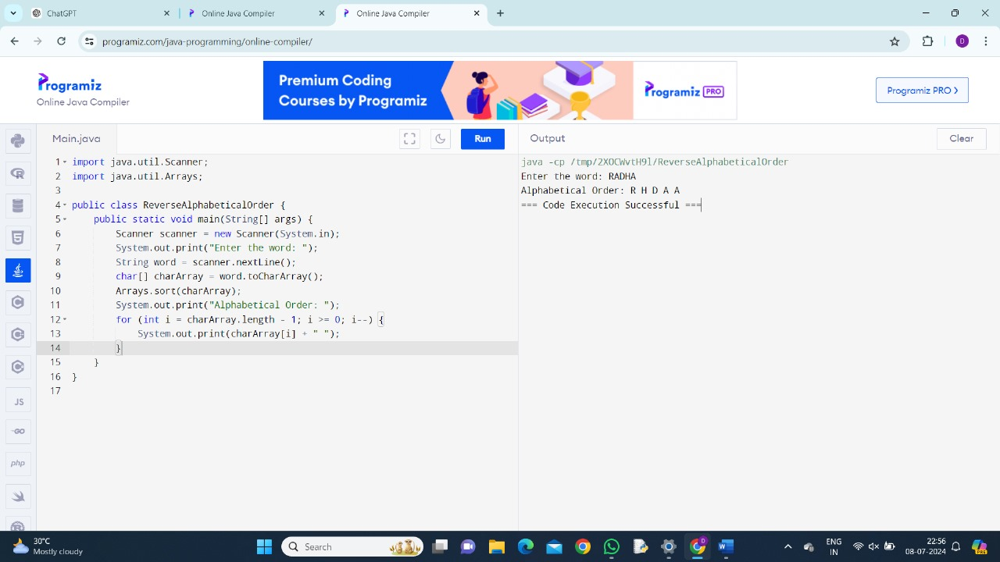 ChatGPT
Online Java Compiler
Online Java Compiler
programiz.com/java-programming/online-compiler/
D
Programiz
Online Java Compiler
Premium Coding
Courses by Programiz
Programiz PRO
Programiz PRO
Main.java
Run
Output
Clear
1 import java.util.Scanner;
2 import java.util.Arrays;
3
4 public class ReverseAlphabeticalOrder {
5     public static void main(String[] args) {
6         Scanner scanner = new Scanner(System.in);
7         System.out.print("Enter the word: ");
8         String word = scanner.nextLine();
9         char[] charArray = word.toCharArray();
10         Arrays.sort(charArray);
11         System.out.print("Alphabetical Order: ");
12         for (int i = charArray.length - 1; i >= 0; i--) {
13             System.out.print(charArray[i] + " ");
14         }
15     }
16 }
17
java -cp /tmp/2XOCWvtH9l/ReverseAlphabeticalOrder
Enter the word: RADHA
Alphabetical Order: R H D A A
=== Code Execution Successful ===
JS
GO
php
30°C
Mostly cloudy
Search
D
ENG
IN
22:56
08-07-2024
PRE